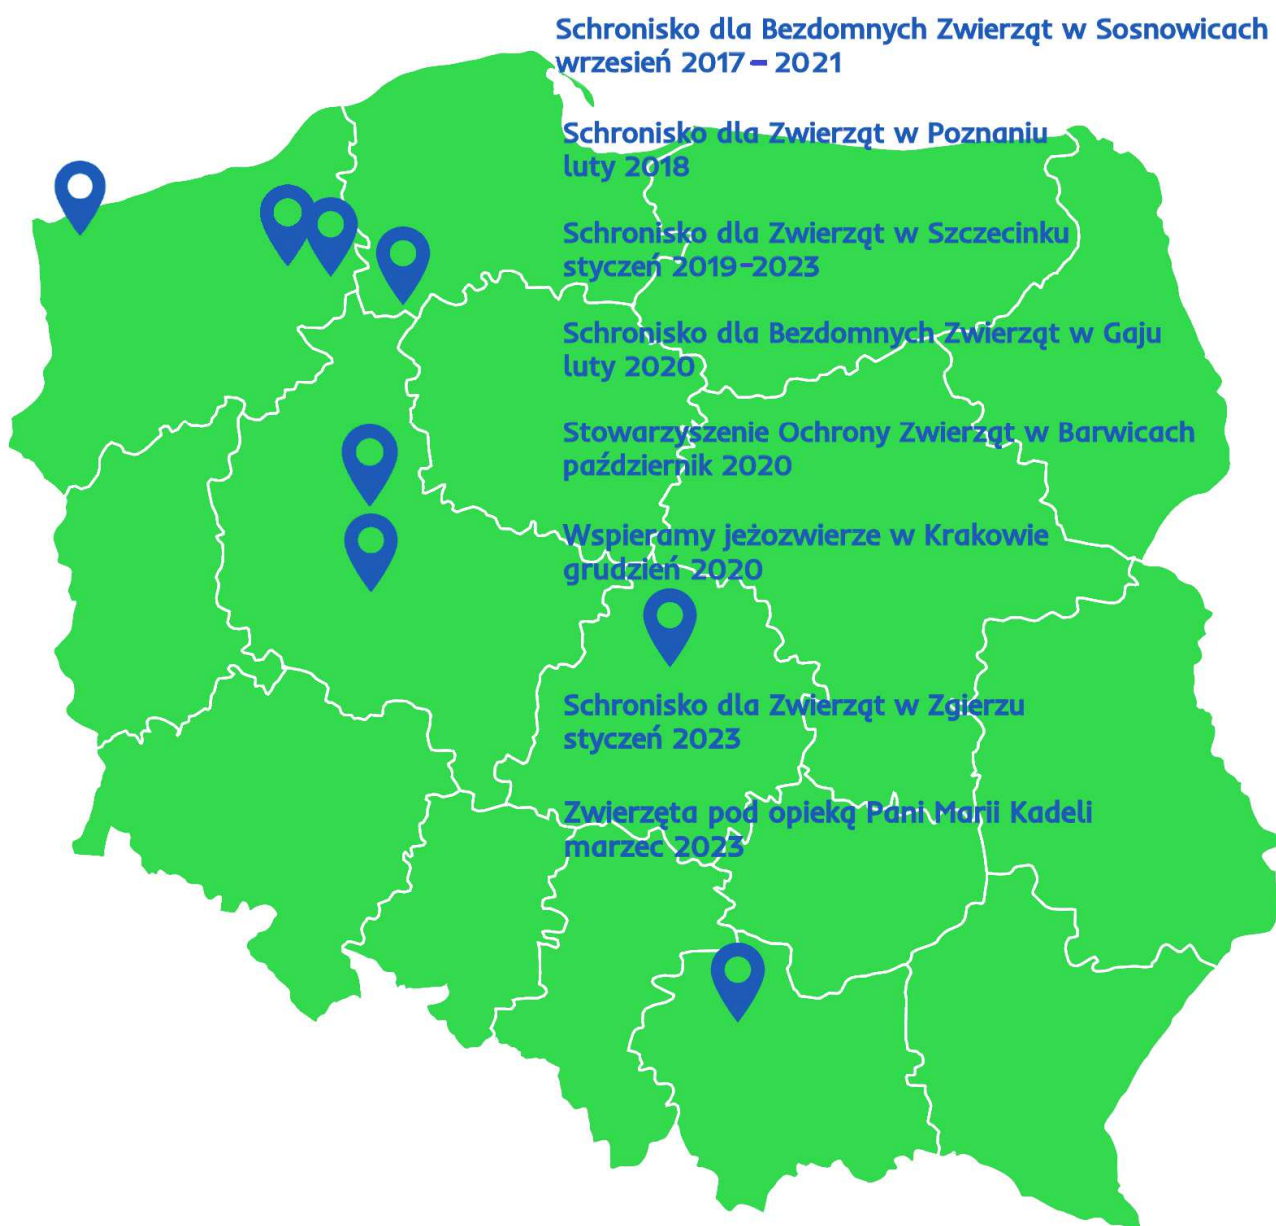 Schronisko dla Bezdomnych Zwierząt w Sosnowicach
wrzesień 2017 – 2021
Schronisko dla Zwierząt w Poznaniu
luty 2018
Schronisko dla Zwierząt w Szczecinku
styczeń 2019-2023
Schronisko dla Bezdomnych Zwierząt w Gaju
luty 2020
Stowarzyszenie Ochrony Zwierząt w Barwicach
październik 2020
Wspieramy jeżozwierze w Krakowie
grudzień 2020
Schronisko dla Zwierząt w Zgierzu
styczeń 2023
Zwierzęta pod opieką Pani Marii Kadeli
marzec 2023